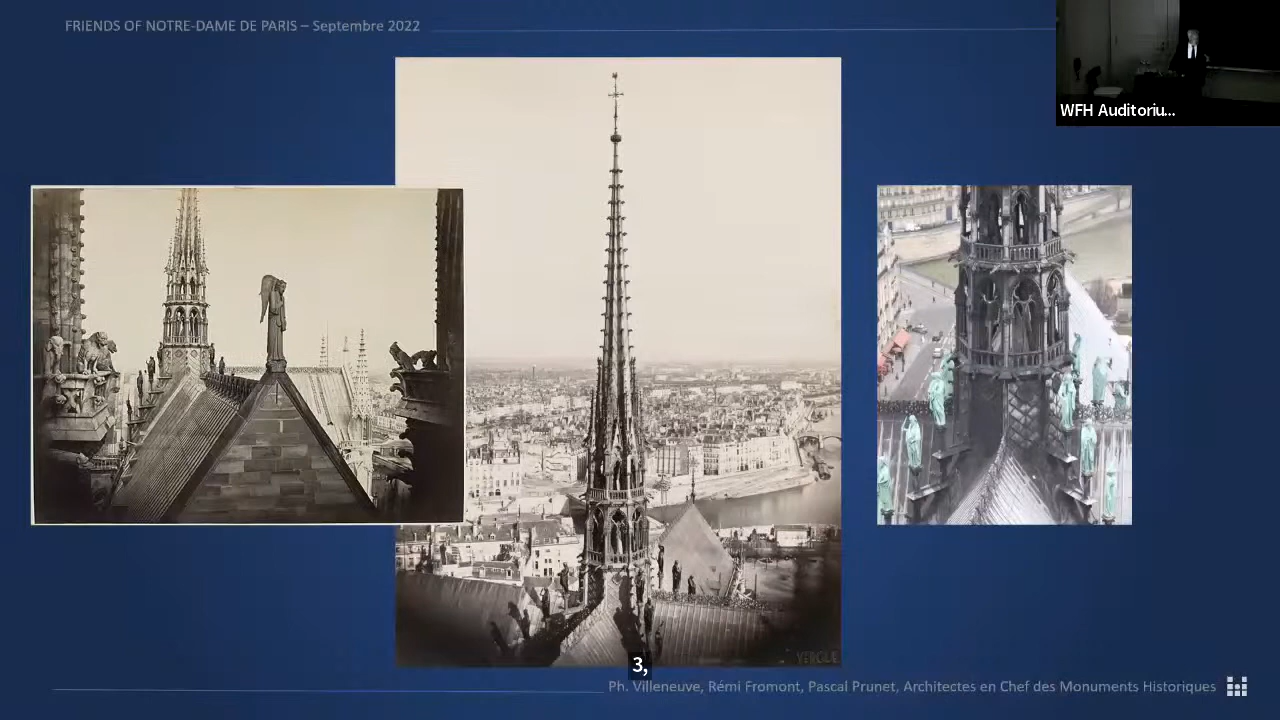 FRIENDS OF NOTRE-DAME DE PARIS – Septembre 2022
WFH Auditoriu...
3,
Ph. Villeneuve, Rémi Fromont, Pascal Prunet, Architectes en Chef des Monuments Historiques